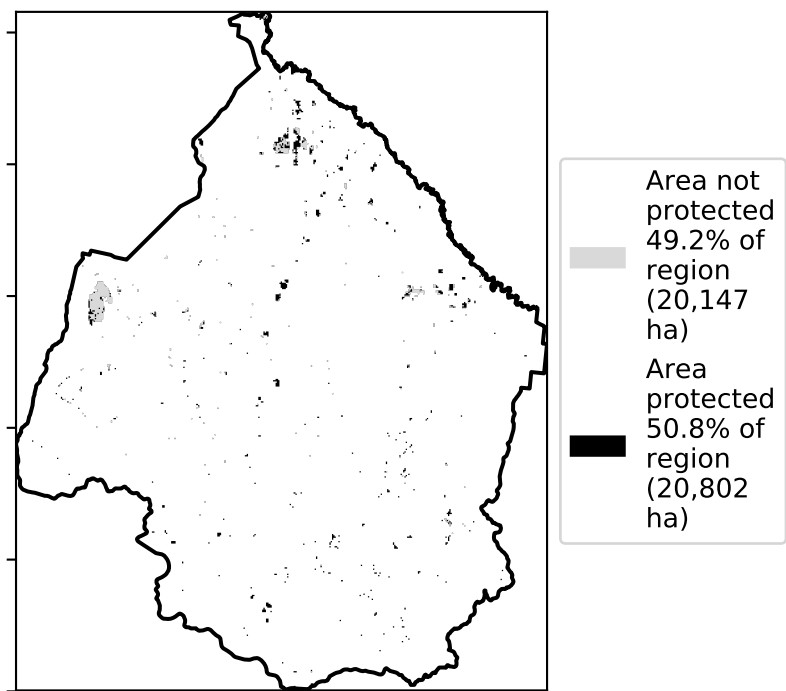 Area not
protected
49.2% of
region
(20,147
ha)
Area
protected
50.8% of
region
(20,802
ha)